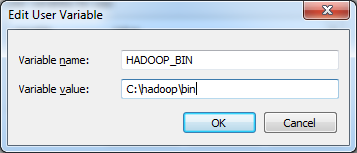 Edit User Variable
Variable name: HADOOP_BIN
Variable value: C:\hadoop\bin
OK Cancel